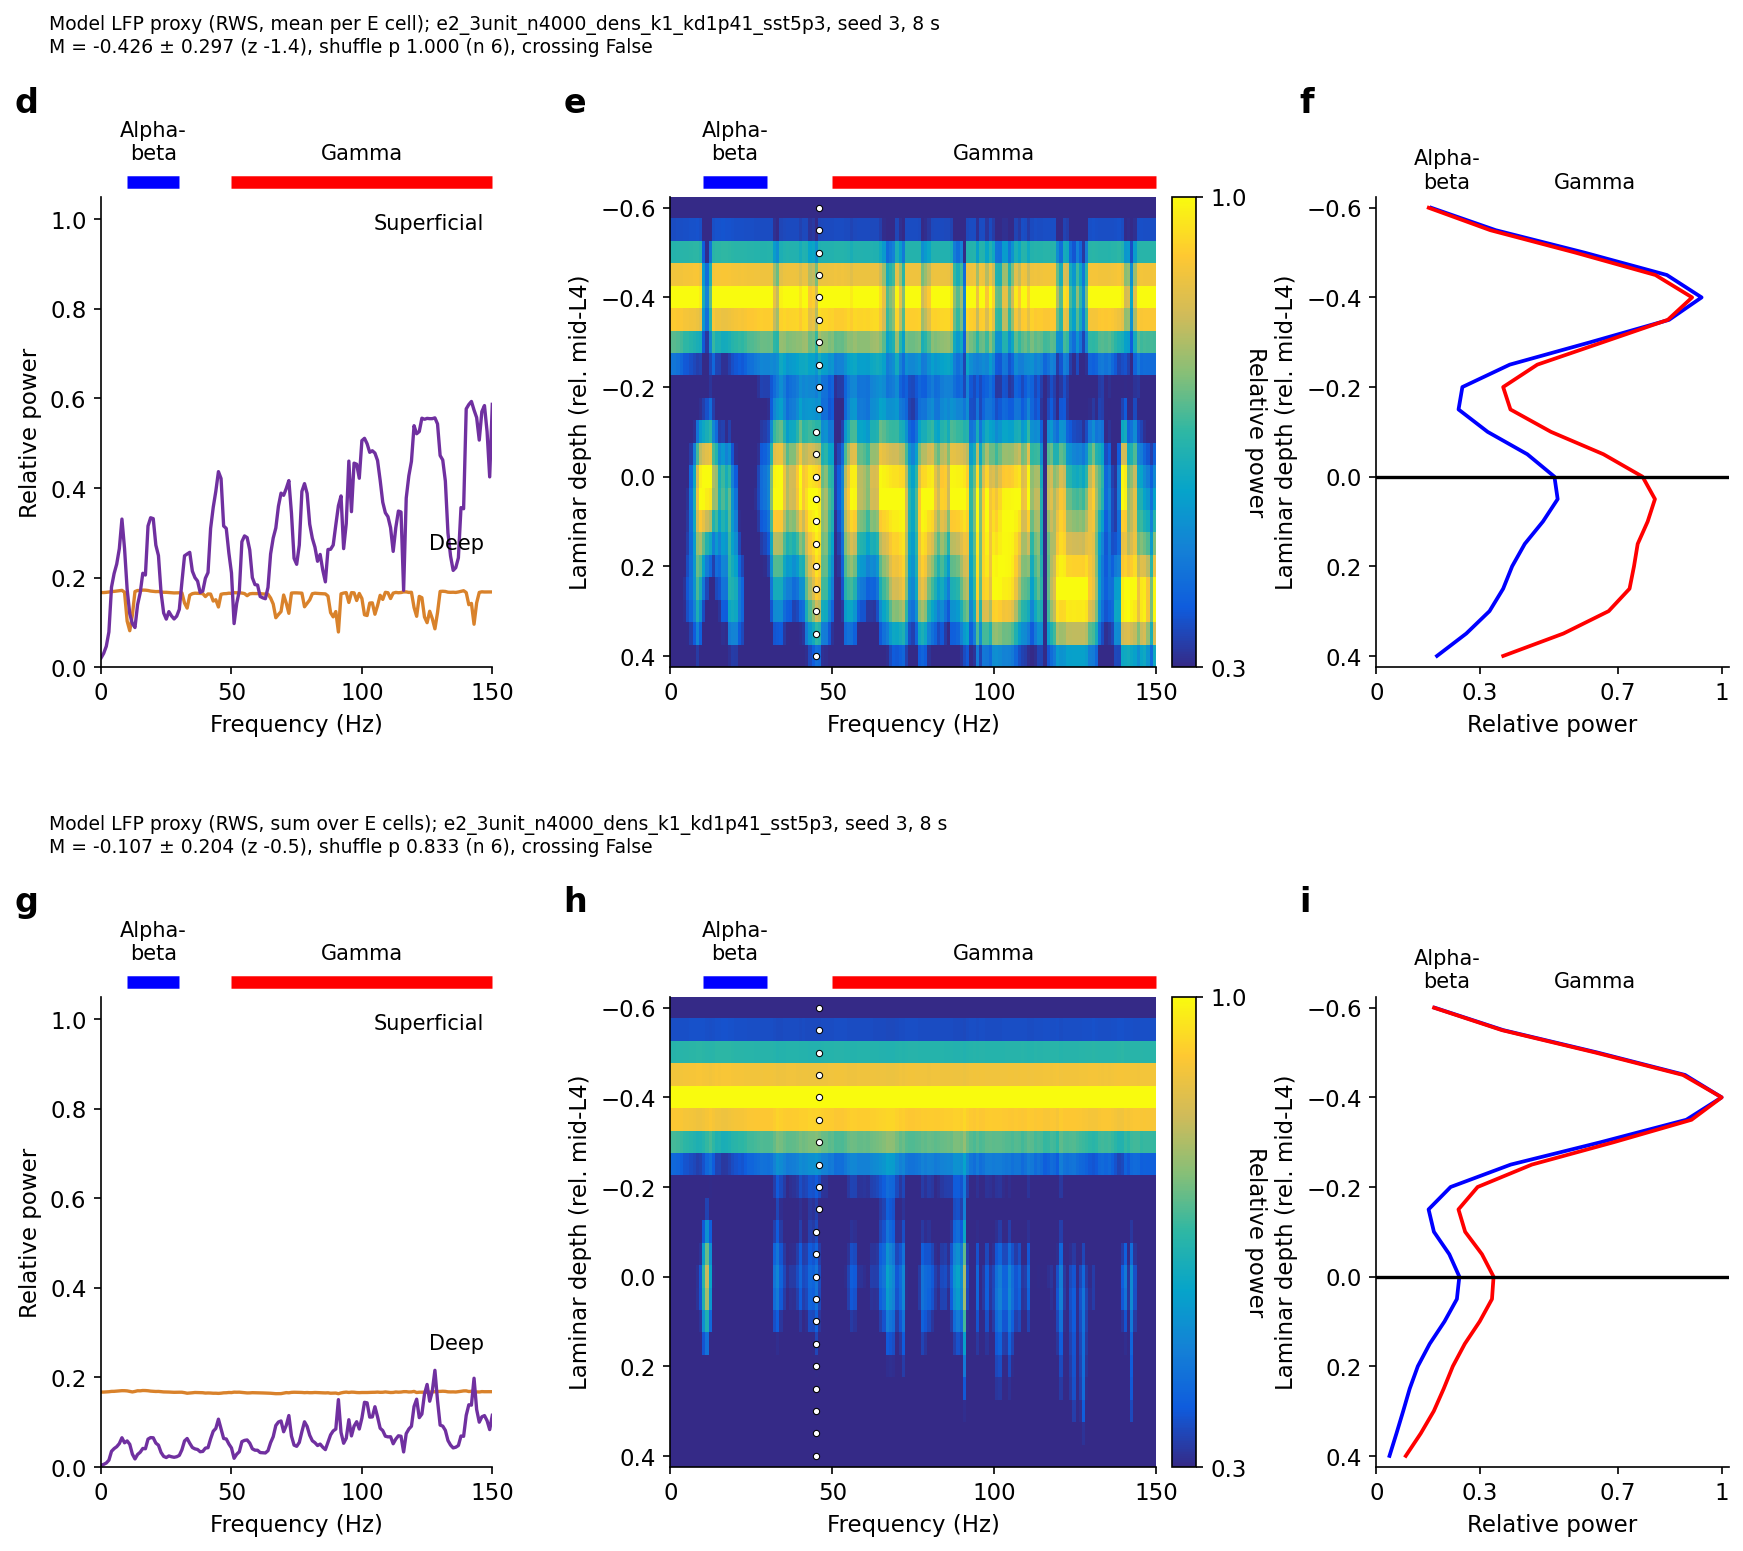 Model LFP proxy (RWS, mean per E cell); e2_3unit_n4000_dens_k1_kd1p41_sst5p3, seed 3, 8 s
M = -0.426 ± 0.297 (z -1.4), shuffle p 1.000 (n 6), crossing False
d
Alpha-
beta
Gamma
Superficial
Deep
Relative power
1.0
0.8
0.6
0.4
0.2
0.0
0
50
100
150
Frequency (Hz)
e
Alpha-
beta
Gamma
Laminar depth (rel. mid-L4)
−0.6
−0.4
−0.2
0.0
0.2
0.4
0
50
100
150
Frequency (Hz)
1.0
0.3
Relative power
f
Alpha-
beta
Gamma
Laminar depth (rel. mid-L4)
−0.6
−0.4
−0.2
0.0
0.2
0.4
0
0.3
0.7
1
Relative power
Model LFP proxy (RWS, sum over E cells); e2_3unit_n4000_dens_k1_kd1p41_sst5p3, seed 3, 8 s
M = -0.107 ± 0.204 (z -0.5), shuffle p 0.833 (n 6), crossing False
g
Alpha-
beta
Gamma
Superficial
Deep
Relative power
1.0
0.8
0.6
0.4
0.2
0.0
0
50
100
150
Frequency (Hz)
h
Alpha-
beta
Gamma
Laminar depth (rel. mid-L4)
−0.6
−0.4
−0.2
0.0
0.2
0.4
0
50
100
150
Frequency (Hz)
1.0
0.3
Relative power
i
Alpha-
beta
Gamma
Laminar depth (rel. mid-L4)
−0.6
−0.4
−0.2
0.0
0.2
0.4
0
0.3
0.7
1
Relative power